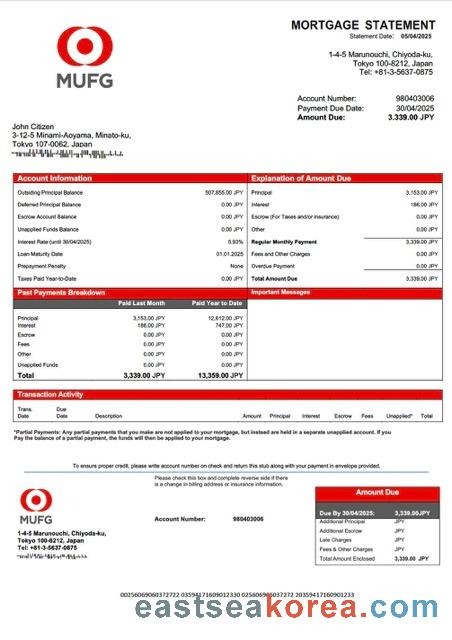 MORTGAGE STATEMENT
Statement Date: 05/04/2025
MUFG
1-4-5 Marunouchi, Chiyoda-ku,
Tokyo 100-8212, Japan
Tel: +81-3-5637-0875
Account Number: 980403006
Payment Due Date: 30/04/2025
Amount Due: 3.339.00 JPY
John Citizen
3-12-5 Minami-Aoyama, Minato-ku,
Tokyo 107-0062, Japan
Account Information
Outsiding Principal Balance 507,855.00 JPY
Deferred Principal Balance 0.00 JPY
Escrow Account Balance 0.00 JPY
Unapplied Funds Balance 0.00 JPY
Interest Rate (until 30/04/2025) 5.93%
Loan Maturity Date 01.01.2025
Prepayment Penalty None
Taxes Paid Year-to-Date 0.00 JPY
Explanation of Amount Due
Principal 3,153.00 JPY
Interest 186.00 JPY
Escrow (For Taxes and/or insurance) 0.00 JPY
Other 0.00 JPY
Regular Monthly Payment 3,339.00 JPY
Fees and Other Charges 0.00 JPY
Overdue Payment 0.00 JPY
Total Amount Due 3,339.00 JPY
Past Payments Breakdown
Paid Last Month Paid Year to Date
Principal 3,153.00 JPY 12,612.00 JPY
Interest 186.00 JPY 747.00 JPY
Escrow 0.00 JPY 0.00 JPY
Fees 0.00 JPY 0.00 JPY
Other 0.00 JPY 0.00 JPY
Unapplied Funds 0.00 JPY 0.00 JPY
Total 3,339.00 JPY 13,359.00 JPY
Important Messages
Transaction Activity
Trans. Date Due Date Description Amount Principal Interest Escrow Fees Unapplied* Total
*Partial Payments: Any partial payments that you make are not applied to your mortgage, but instead are held in a separate unapplied account. If you
Pay the balance of a partial payment, the funds will then be applied to your mortgage.
To ensure proper credit, please write account number on check and return this stub along with your payment in envelope provided.
Please check this box and complete reverse side if there
is a change in billing address or insurance information.
MUFG
1-4-5 Marunouchi, Chiyoda-ku,
Tokyo 100-8212, Japan
Tel: +81-3-5637-0875
Account Number: 980403006
Amount Due
Due By 30/04/2025: 3,339.00JPY
Additional Principal JPY
Additional Escrow JPY
Late Charges JPY
Fees & Other Charges JPY
Total Amount Enclosed 3,339.00 JPY
eastseakorea.com